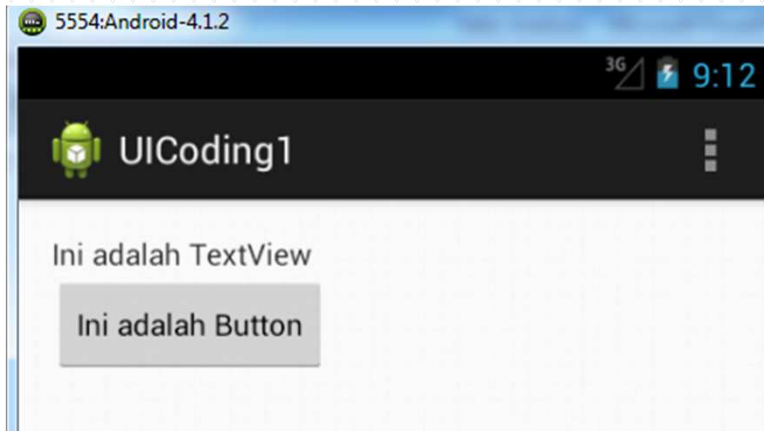 5554:Android-4.1.2
3G 9:12
UICoding1
Ini adalah TextView
Ini adalah Button